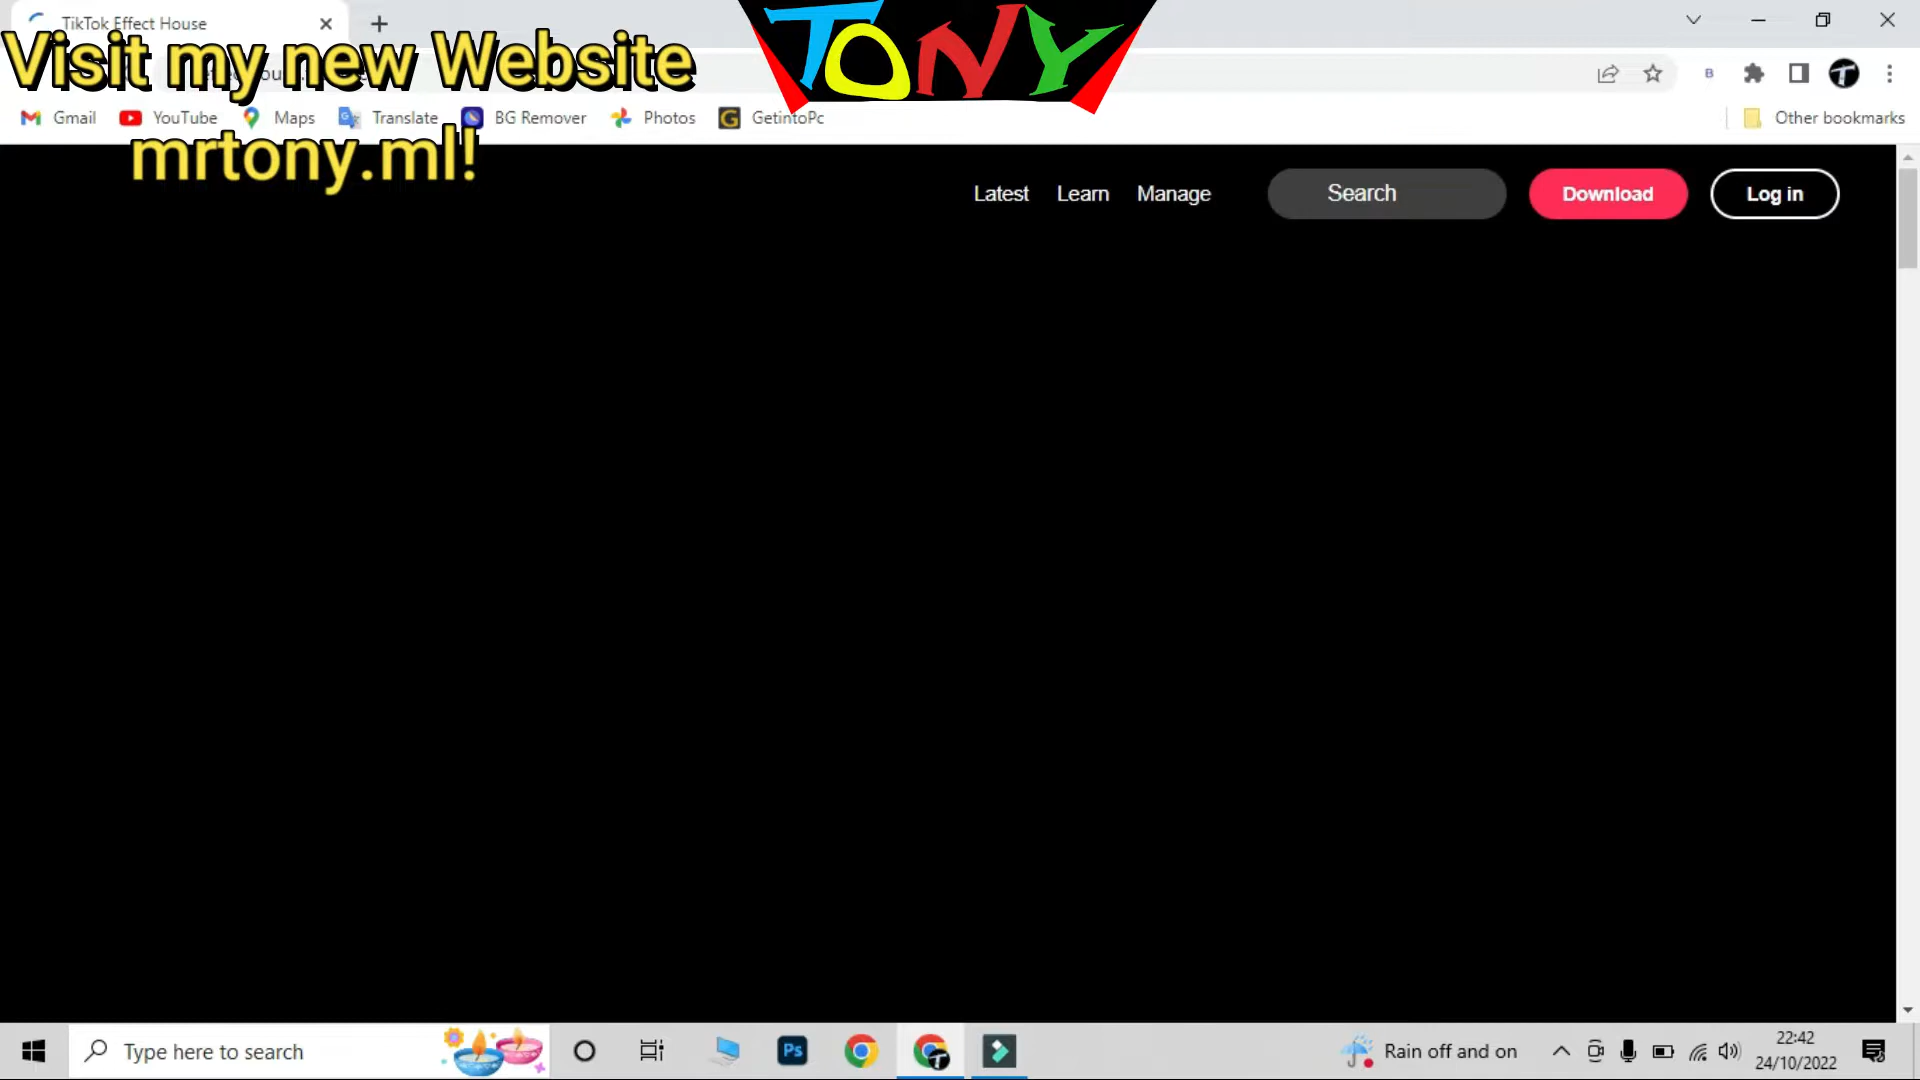 TikTok Effect House
TONY
Visit my new Website
mrtony.ml!
B
T
Gmail
YouTube
Maps
Translate
BG Remover
Photos
GetintoPc
Other bookmarks
Latest
Learn
Manage
Search
Download
Log in
Type here to search
Ps
Rain off and on
22:42
24/10/2022